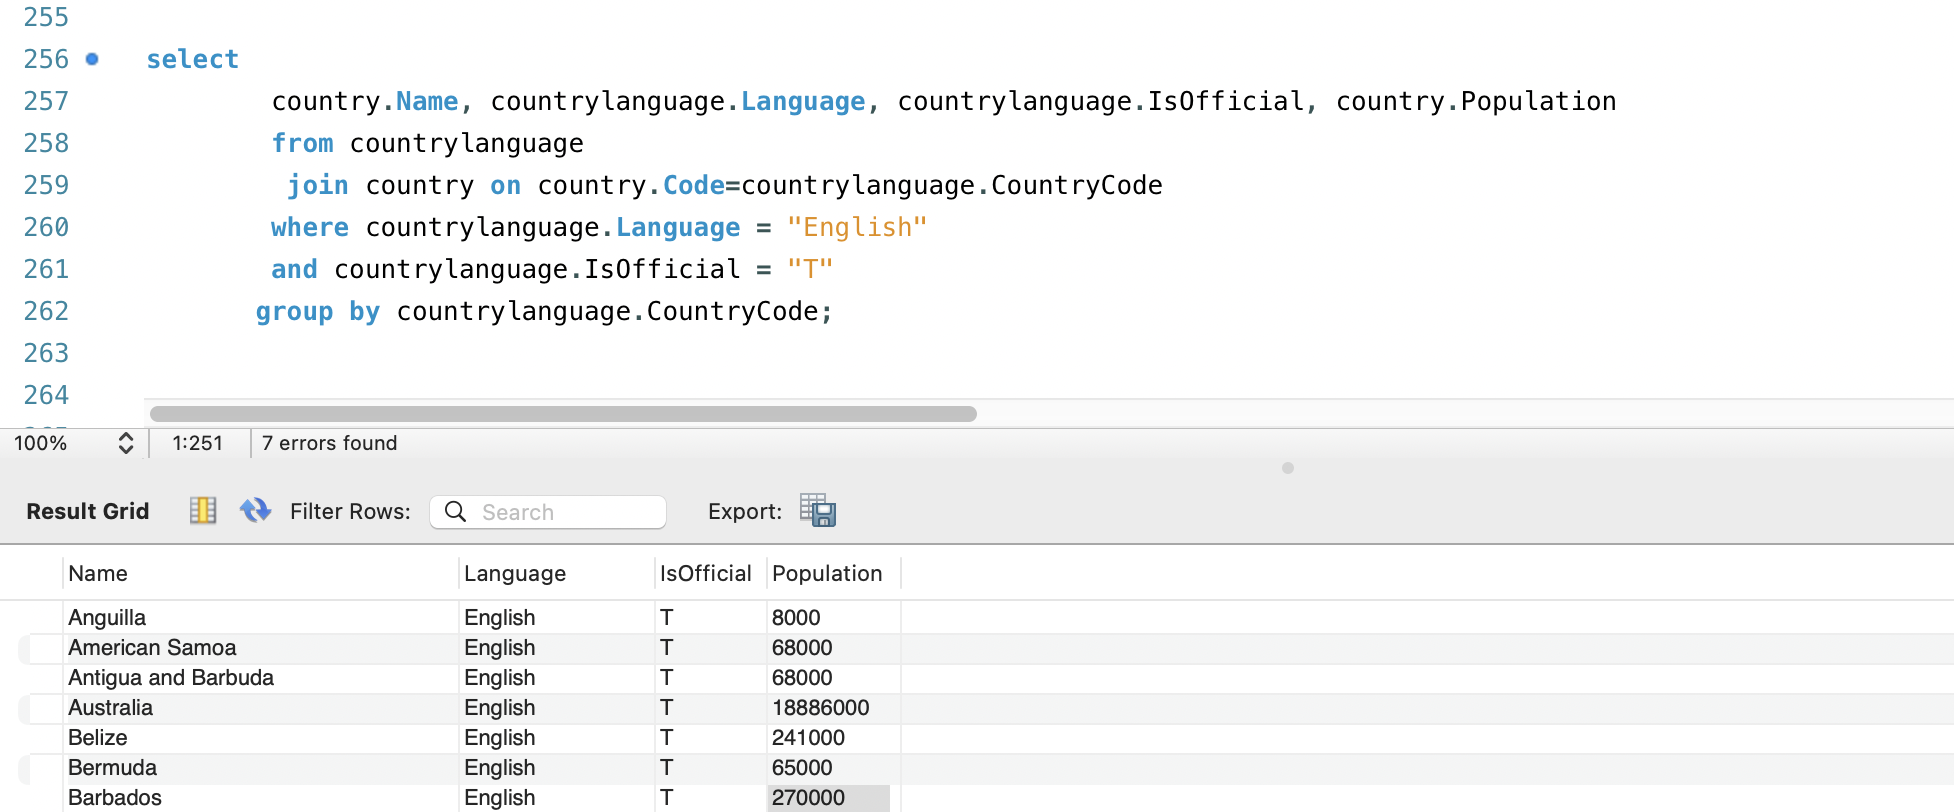 255
256 select
257 country.Name, countrylanguage.Language, countrylanguage.IsOfficial, country.Population
258 from countrylanguage
259 join country on country.Code=countrylanguage.CountryCode
260 where countrylanguage.Language = "English"
261 and countrylanguage.IsOfficial = "T"
262 group by countrylanguage.CountryCode;
263
264
100% 1:251 7 errors found
Result Grid Filter Rows: Search Export:
Name Language IsOfficial Population
Anguilla English T 8000
American Samoa English T 68000
Antigua and Barbuda English T 68000
Australia English T 18886000
Belize English T 241000
Bermuda English T 65000
Barbados English T 270000